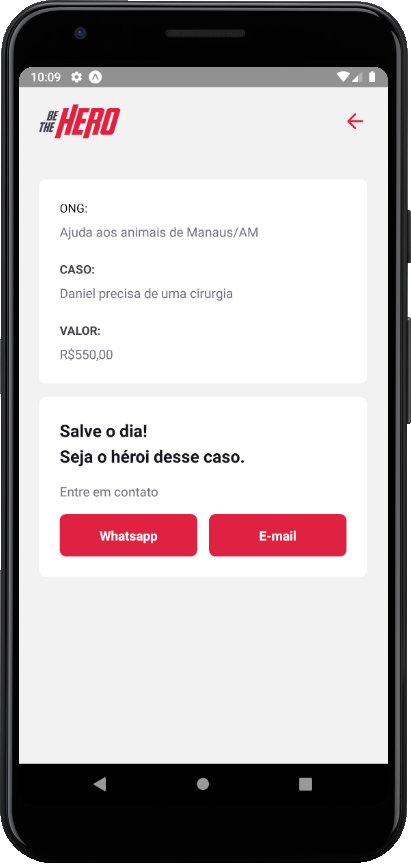 10:09
BE
THE HERO
ONG:
Ajuda aos animais de Manaus/AM
CASO:
Daniel precisa de uma cirurgia
VALOR:
R$550,00
Salve o dia!
Seja o héroi desse caso.
Entre em contato
Whatsapp
E-mail